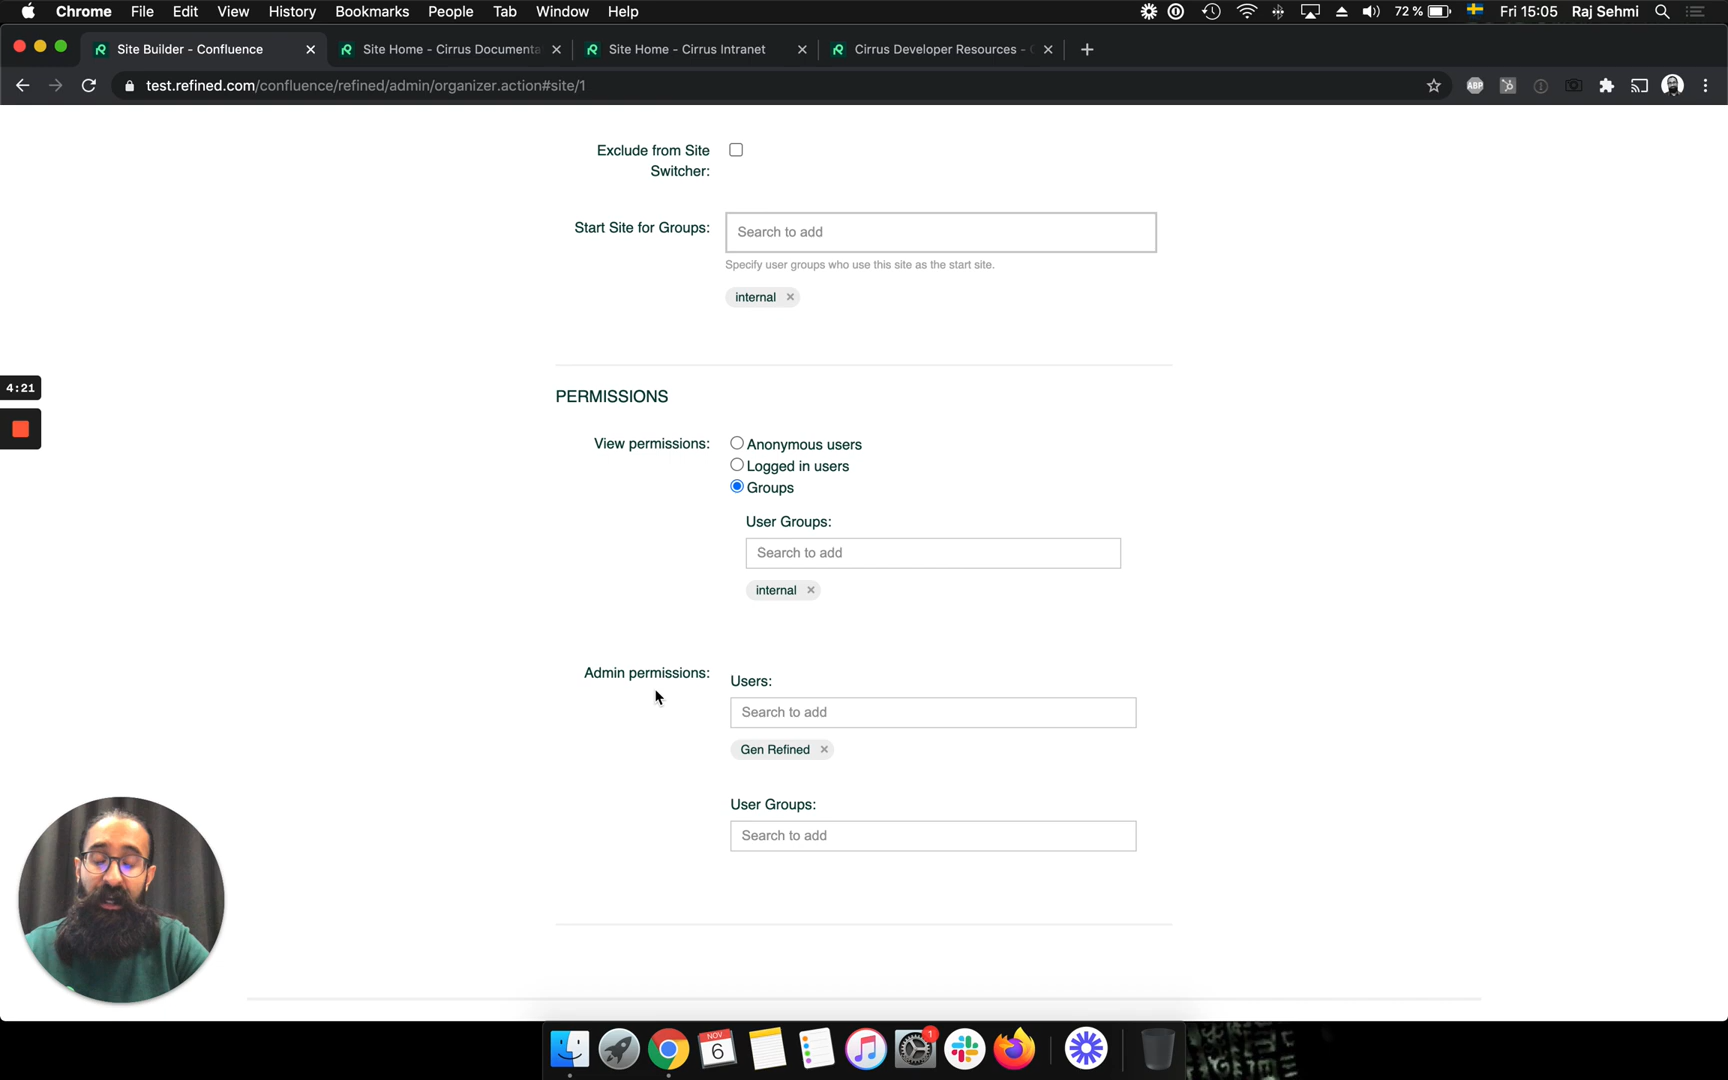 Chrome File Edit View History Bookmarks People Tab Window Help
72 % Fri 15:05 Raj Sehmi
Site Builder - Confluence
Site Home - Cirrus Documenta
Site Home - Cirrus Intranet
Cirrus Developer Resources -
test.refined.com/confluence/refined/admin/organizer.action#site/1
ABP
Exclude from Site
Switcher:
Start Site for Groups:
Search to add
Specify user groups who use this site as the start site.
internal
4:21
PERMISSIONS
View permissions:
Anonymous users
Logged in users
Groups
User Groups:
Search to add
internal
Admin permissions:
Users:
Search to add
Gen Refined
User Groups:
Search to add
NOV
6
1